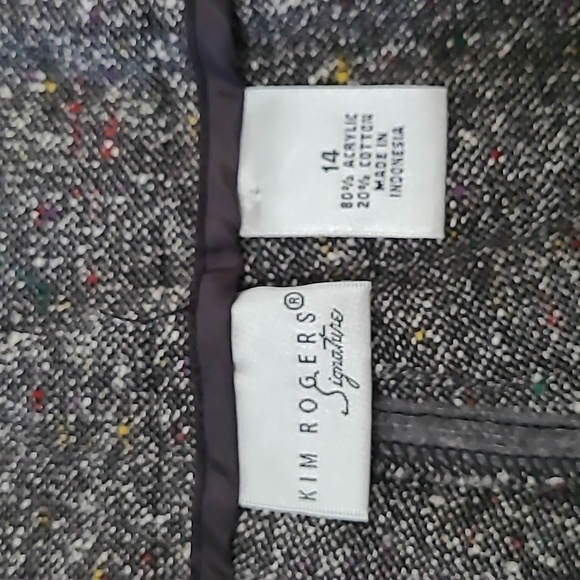 KIM ROGERS®
Signature
14
80% ACRYLIC
20% COTTON
MADE IN
INDONESIA